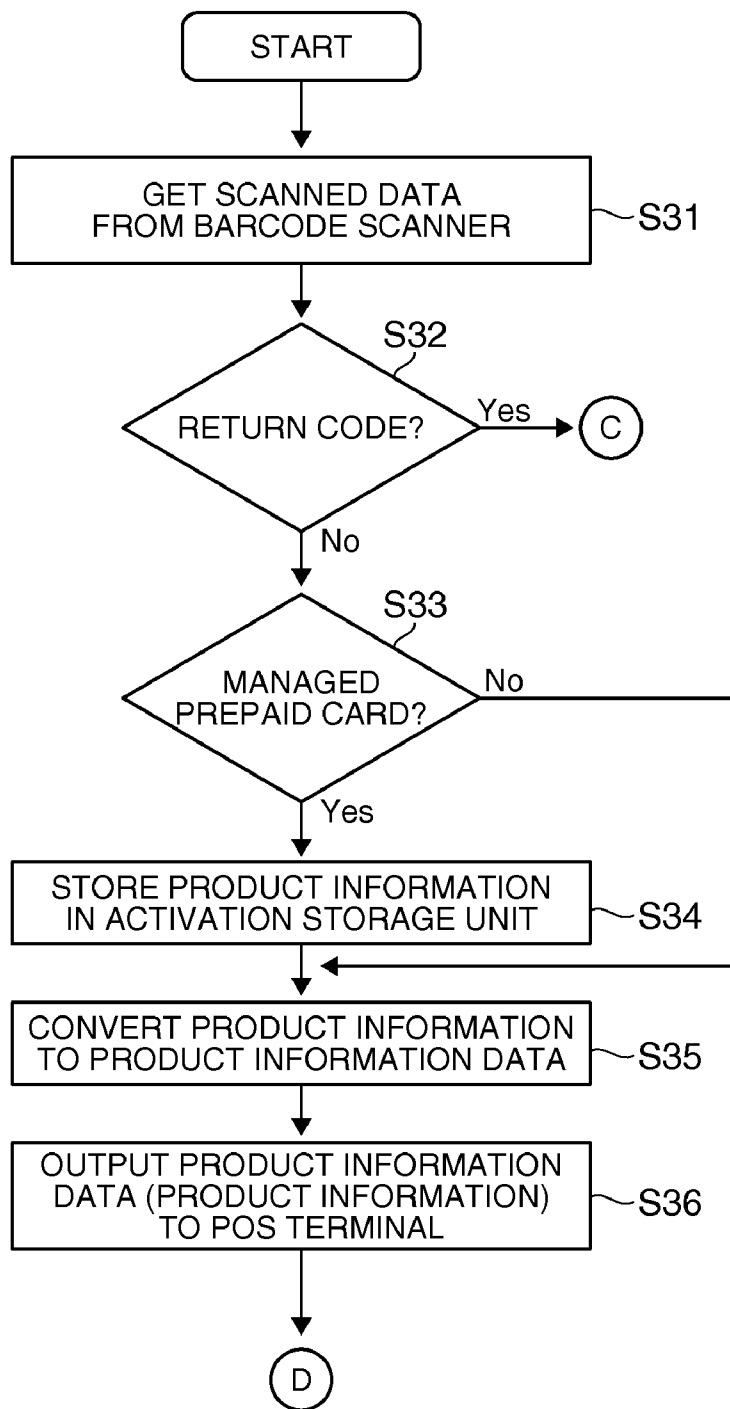 START
GET SCANNED DATA
FROM BARCODE SCANNER
S31
S32
RETURN CODE?
Yes
C
No
S33
MANAGED
PREPAID CARD?
No
Yes
STORE PRODUCT INFORMATION
IN ACTIVATION STORAGE UNIT
S34
CONVERT PRODUCT INFORMATION
TO PRODUCT INFORMATION DATA
S35
OUTPUT PRODUCT INFORMATION
DATA (PRODUCT INFORMATION)
TO POS TERMINAL
S36
D